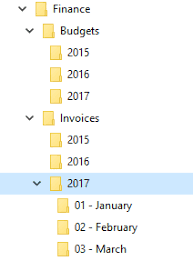 Finance
Budgets
2015
2016
2017
Invoices
2015
2016
2017
01 - January
02 - February
03 - March